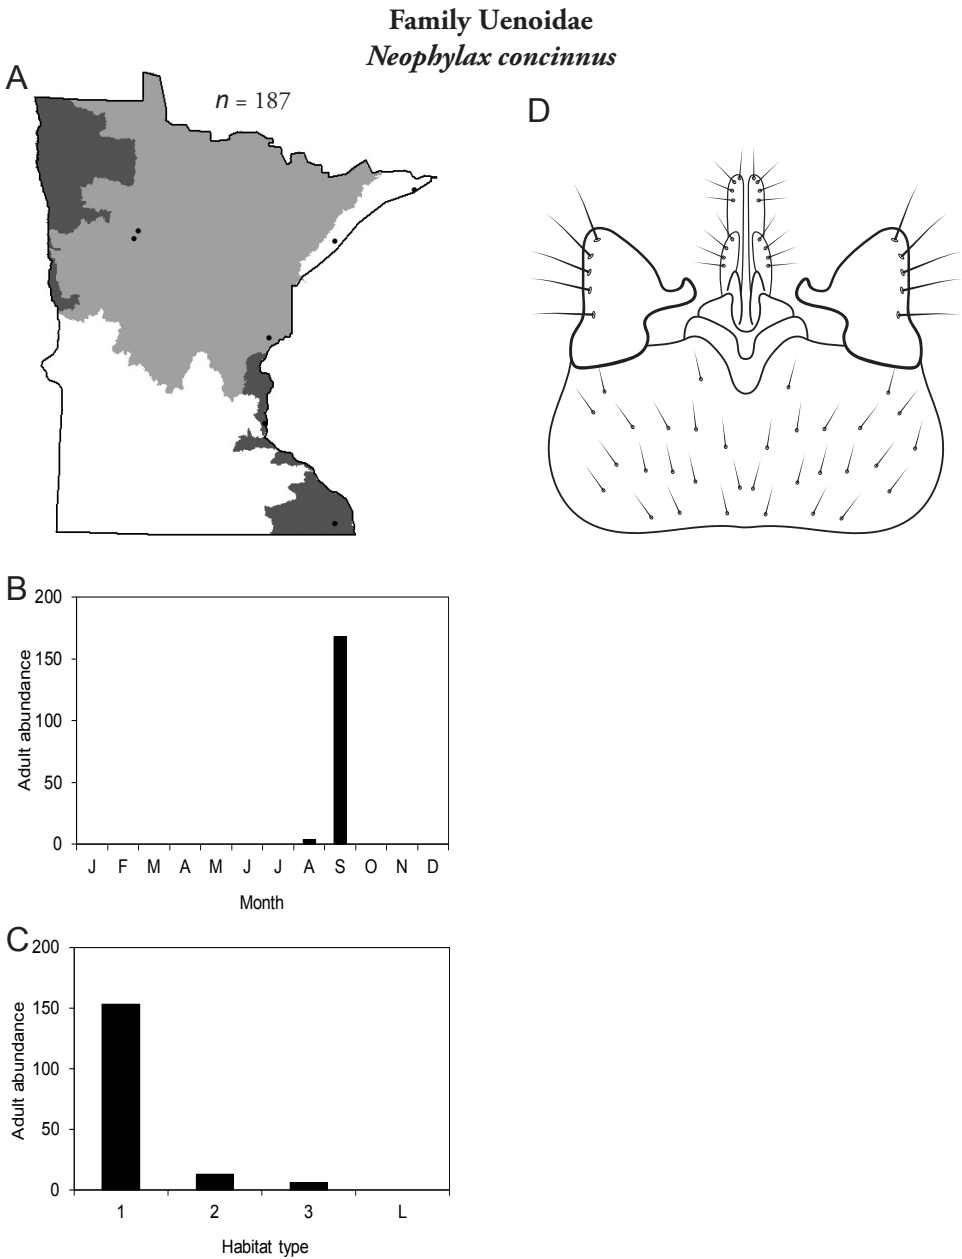 Family Uenoidae
Neophylax concinnus
A
n = 187
D
B
200
150
100
50
0
Adult abundance
J F M A M J J A S O N D
Month
C
200
150
100
50
0
Adult abundance
1 2 3 L
Habitat type